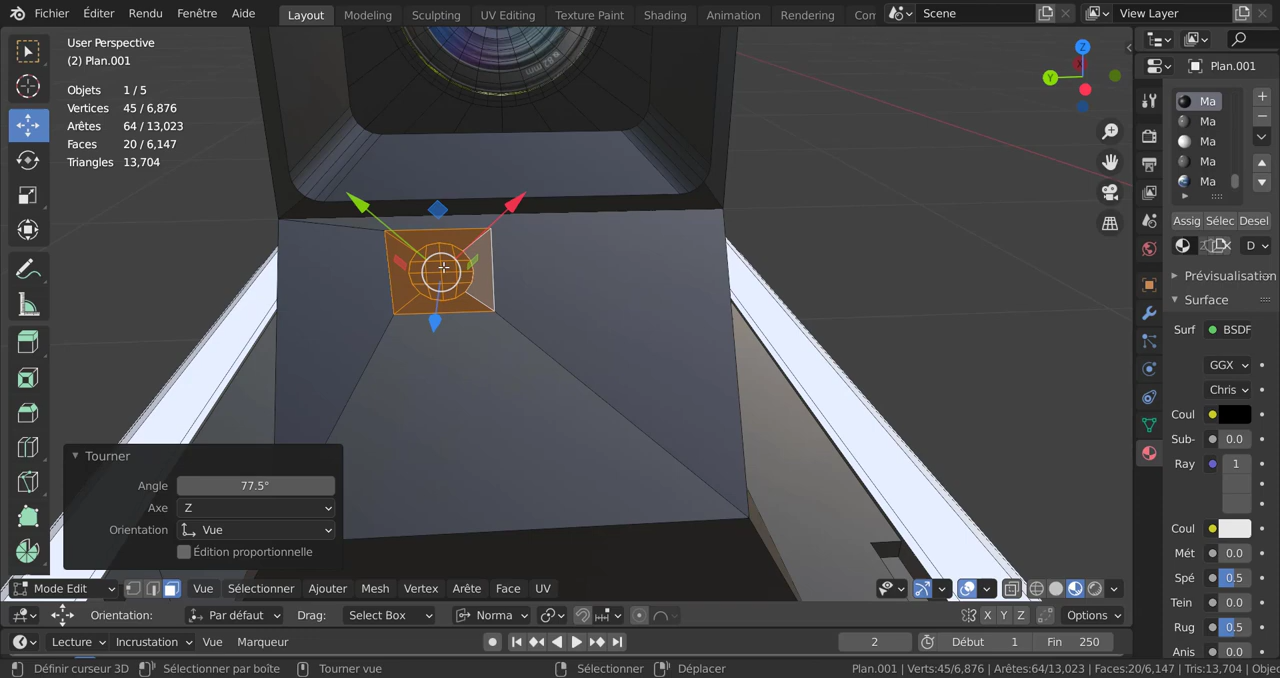 Fichier Éditer Rendu Fenêtre Aide Layout Modeling Sculpting UV Editing Texture Paint Shading Animation Rendering Con Scene View Layer
User Perspective
(2) Plan.001
Objets 1 / 5
Vertices 45 / 6,876
Arêtes 64 / 13,023
Faces 20 / 6,147
Triangles 13,704
N 82 mm
Z
Y
Plan.001
Ma
Ma
Ma
Ma
Ma
Assig Sélec Desel
D
Prévisualisation
Surface
Surf BSDF
GGX
Chris
Coul
Sub- 0.0
Ray 1
Coul
Mét 0.0
Spé 0.5
Tein 0.0
Rug 0.5
Anis 0.0
Tourner
Angle 77.5°
Axe Z
Orientation Vue
Édition proportionnelle
Mode Edit Vue Sélectionner Ajouter Mesh Vertex Arête Face UV
Orientation: Par défaut Drag: Select Box Norma X Y Z Options
Lecture Incrustation Vue Marqueur 2 Début 1 Fin 250
Définir curseur 3D Sélectionner par boîte Tourner vue Sélectionner Déplacer Plan.001 | Verts:45/6,876 | Arêtes:64/13,023 | Faces:20/6,147 | Tris:13,704 | Obje